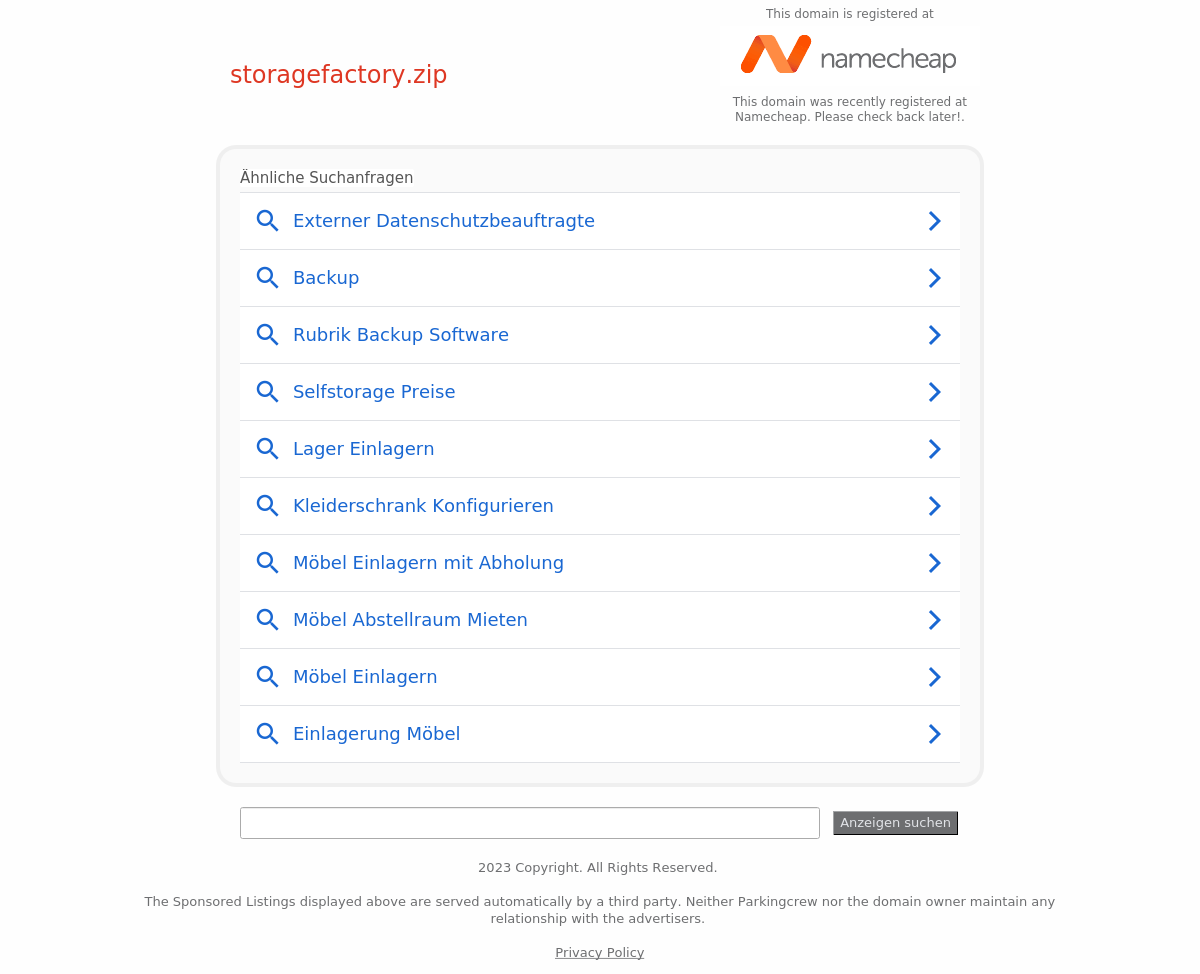 This domain is registered at
namecheap
storagefactory.zip
This domain was recently registered at
Namecheap. Please check back later!.
Ähnliche Suchanfragen
Externer Datenschutzbeauftragte
Backup
Rubrik Backup Software
Selfstorage Preise
Lager Einlagern
Kleiderschrank Konfigurieren
Möbel Einlagern mit Abholung
Möbel Abstellraum Mieten
Möbel Einlagern
Einlagerung Möbel
Anzeigen suchen
2023 Copyright. All Rights Reserved.
The Sponsored Listings displayed above are served automatically by a third party. Neither Parkingcrew nor the domain owner maintain any
relationship with the advertisers.
Privacy Policy